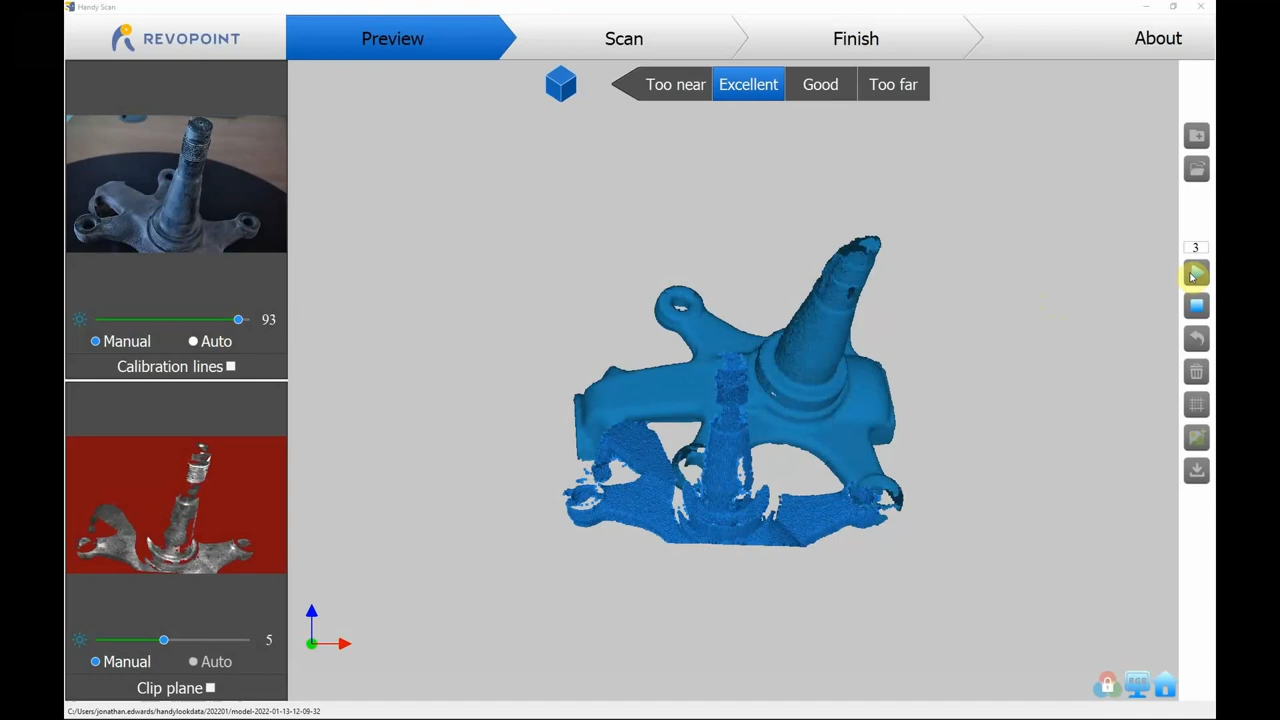 Handy Scan
REVOPOINT
Preview
Scan
Finish
About
Too near
Excellent
Good
Too far
3
93
Manual
Auto
Calibration lines
5
Manual
Auto
Clip plane
RGB
C:/Users/jonathan.edwards/handylookdata/202201/model-2022-01-13-12-09-32